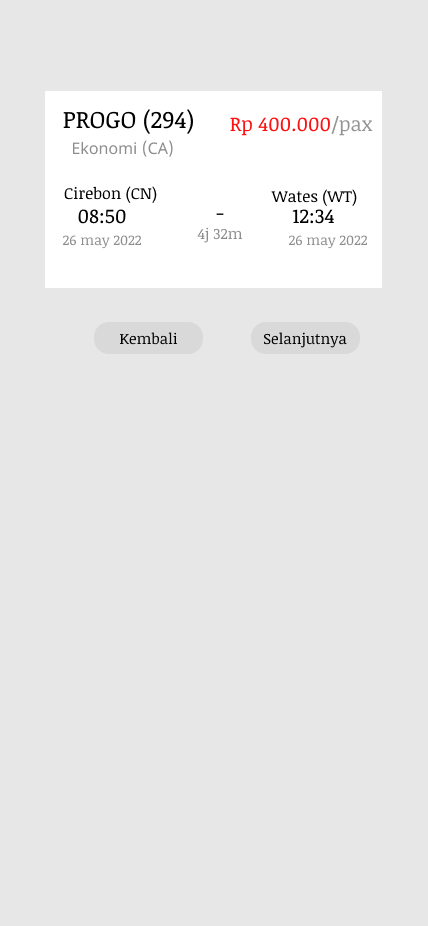 PROGO (294)
Rp 400.000/pax
Ekonomi (CA)
Cirebon (CN)
Wates (WT)
08:50
-
12:34
26 may 2022
4j 32m
26 may 2022
Kembali
Selanjutnya